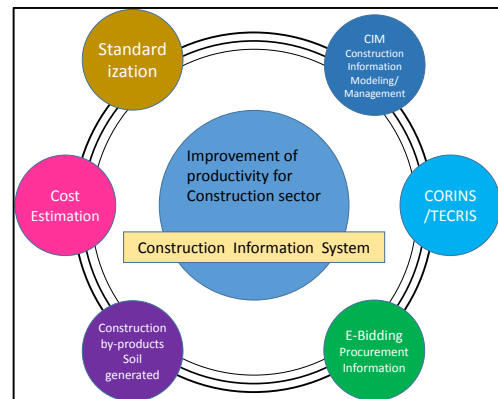 Standard
ization
CIM
Construction
Information
Modeling/
Management
Improvement of
productivity for
Construction sector
Cost
Estimation
CORINS
/TECRIS
Construction Information System
Construction
by-products
Soil
generated
E-Bidding
Procurement
Information